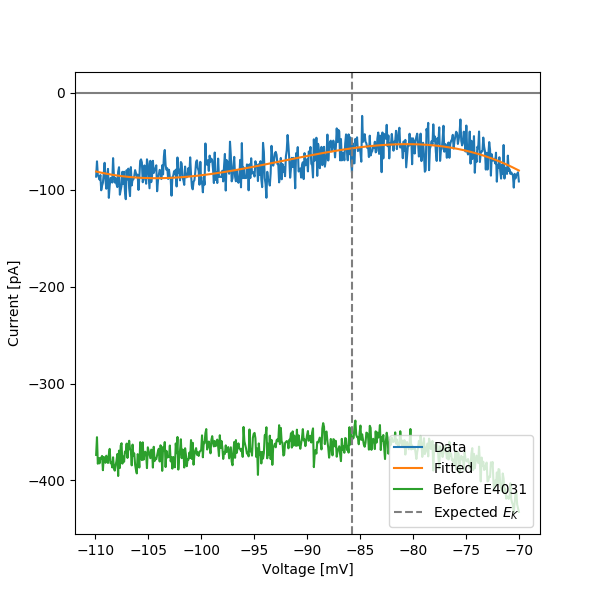 0
−100
−200
−300
−400
Current [pA]
Data
Fitted
Before E4031
Expected E_K
−110 −105 −100 −95 −90 −85 −80 −75 −70
Voltage [mV]